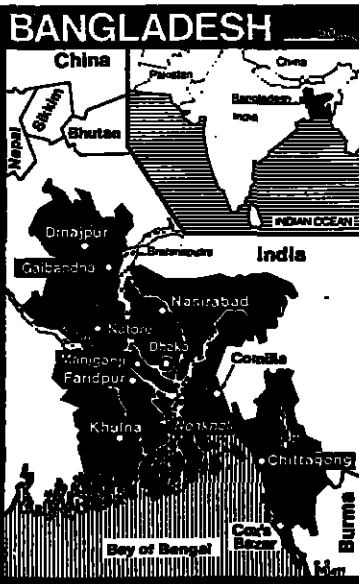 BANGLADESH
China
China
Pakistan
Bangladesh
India
Sikkim
Nepal
Bhutan
INDIAN OCEAN
Dinajpur
Brahmaputra
India
Gaibandha
Nasirabad
Natore
Dhaka
Comilla
Manikganj
Faridpur
Noakhali
Khulna
Chittagong
Cox's
Bazar
Burma
Bay of Bengal